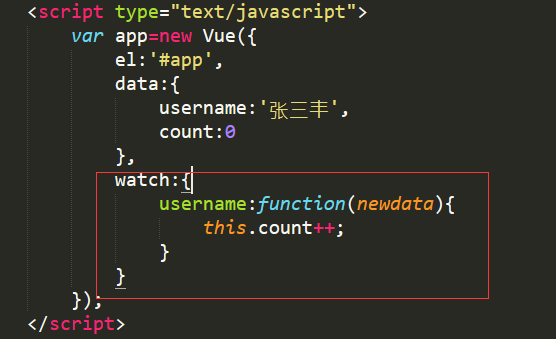 <script type="text/javascript">
var app=new Vue({
el:'#app',
data:{
username:'张三丰',
count:0
},
watch:{
username:function(newdata){
this.count++;
}
}
});
</script>